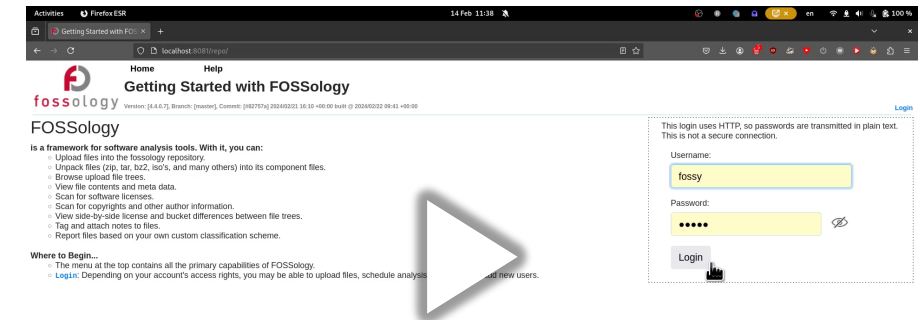 Activities Firefox ESR 14 Feb 11:38 en 100 %
Getting Started with FOS
localhost:8081/repo/
Home Help
Getting Started with FOSSology
fossology
Version: [4.4.0.7], Branch: [master], Commit: [#82757a] 2024/02/21 16:10 +00:00 built @ 2024/02/22 09:41 +00:00
Login
FOSSology
is a framework for software analysis tools. With it, you can:
Upload files into the fossology repository.
Unpack files (zip, tar, bz2, iso's, and many others) into its component files.
Browse upload file trees.
View file contents and meta data.
Scan for software licenses.
Scan for copyrights and other author information.
View side-by-side license and bucket differences between file trees.
Tag and attach notes to files.
Report files based on your own custom classification scheme.
Where to Begin...
The menu at the top contains all the primary capabilities of FOSSology.
Login: Depending on your account's access rights, you may be able to upload files, schedule analysis new users.
This login uses HTTP, so passwords are transmitted in plain text.
This is not a secure connection.
Username:
fossy
Password:
Login